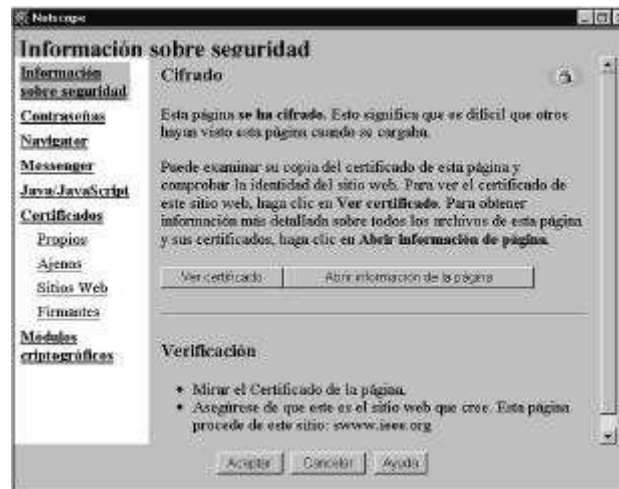 Netscape
Información sobre seguridad
Información
sobre seguridad
Contraseñas
Navigator
Messenger
Java/JavaScript
Certificados
Propios
Ajenos
Sitios Web
Firmantes
Módulos
criptográficos
Cifrado
Esta página se ha cifrado. Esto significa que es difícil que otros
hayan visto esta página cuando se cargaba.
Puede examinar su copia del certificado de esta página y
comprobar la identidad del sitio web. Para ver el certificado de
este sitio web, haga clic en Ver certificado. Para obtener
información más detallada sobre todos los archivos de esta página
y sus certificados, haga clic en Abrir información de página.
Ver certificado Abrir información de la página
Verificación
• Mirar el Certificado de la página.
• Asegúrese de que este es el sitio web que cree. Esta página
procede de este sitio: swww.ieee.org
Aceptar Cancelar Ayuda